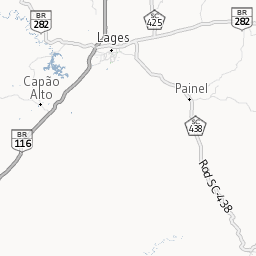 BR
282
SC
425
BR
282
Lages
Capão
Alto
Painel
SC
438
BR
116
Rod SC-438